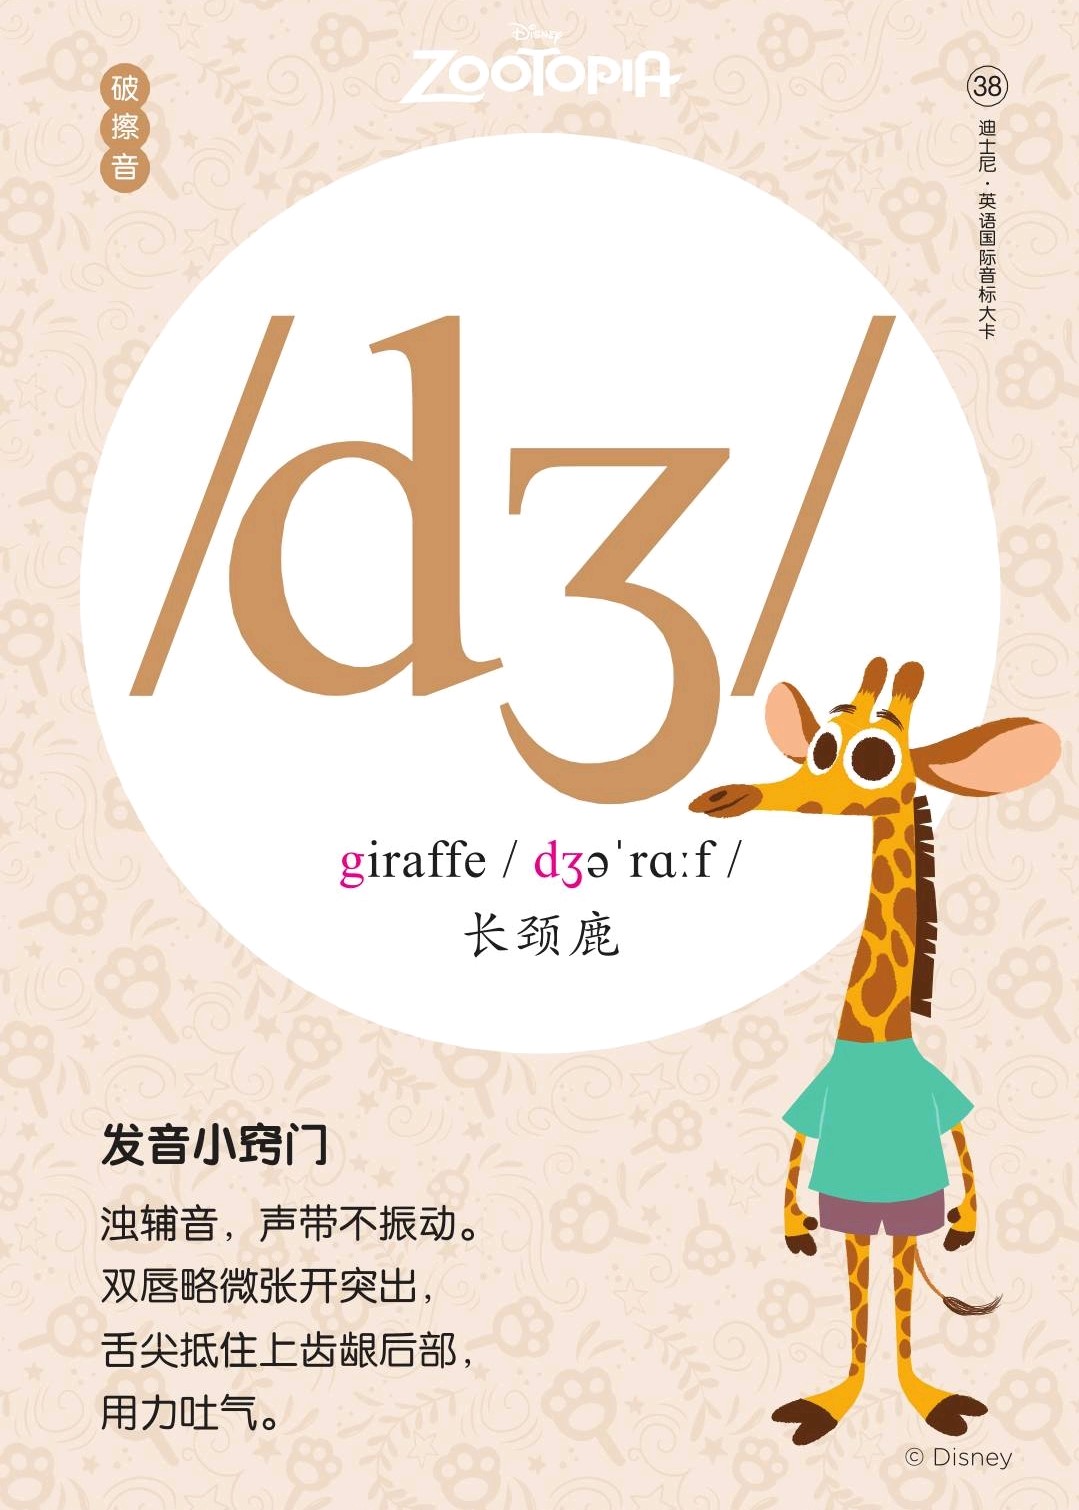 Disney
ZOOTOPIA
破擦音
38
迪士尼·英语国际音标大卡
/dʒ/
giraffe / dʒəˈrɑːf /
长颈鹿
发音小窍门
浊辅音，声带不振动。
双唇略微张开突出，
舌尖抵住上齿龈后部，
用力吐气。
© Disney